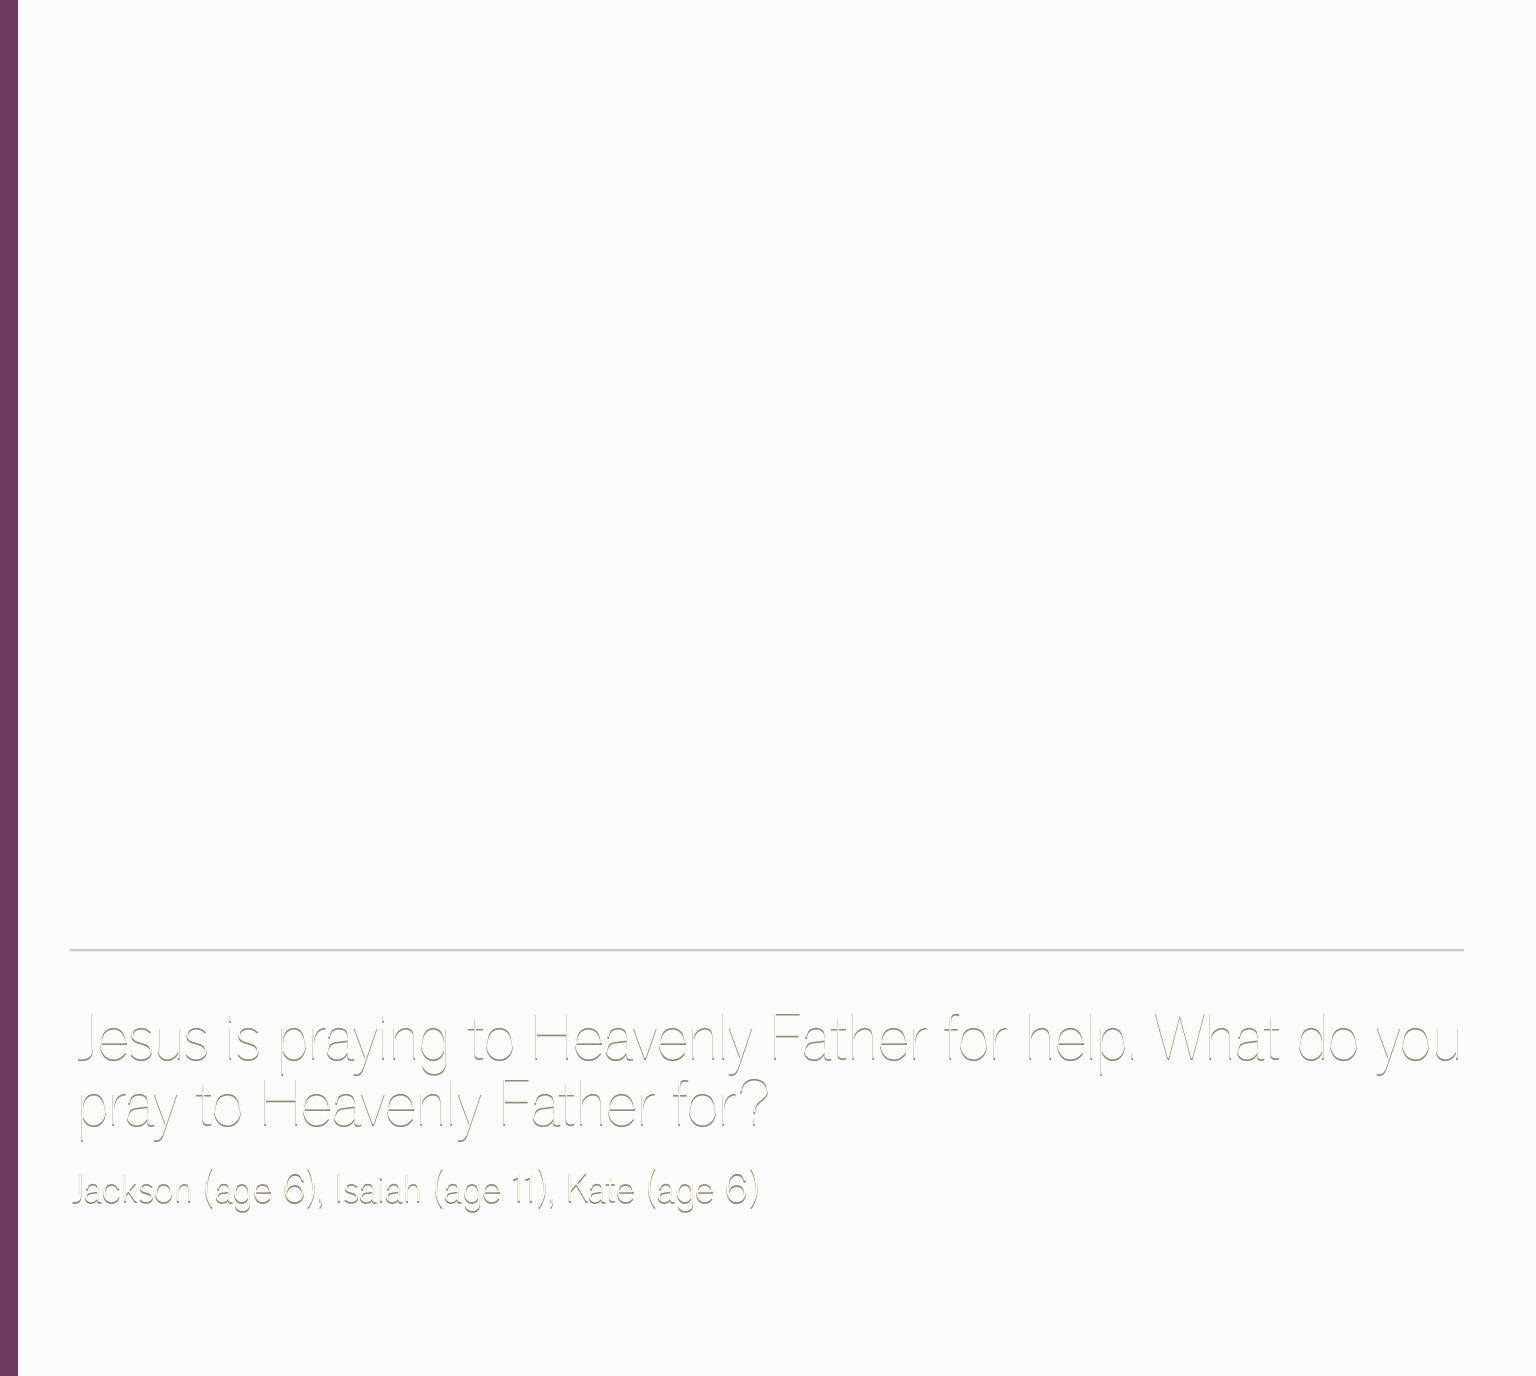 Jesus is praying to Heavenly Father for help. What do you
pray to Heavenly Father for?
Jackson (age 6), Isaiah (age 11), Kate (age 6)